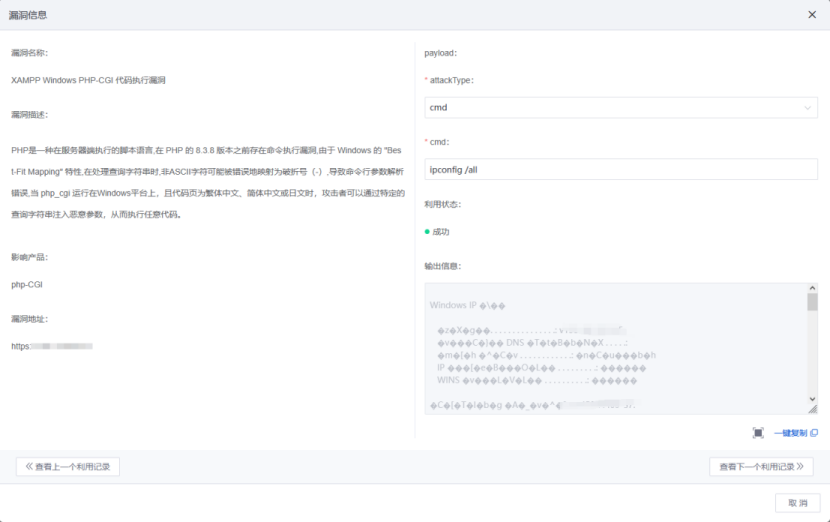 漏洞信息
漏洞名称：
XAMPP Windows PHP-CGI 代码执行漏洞
漏洞描述：
PHP是一种在服务器端执行的脚本语言,在 PHP 的 8.3.8 版本之前存在命令执行漏洞,由于 Windows 的 "Bes
t-Fit Mapping" 特性,在处理查询字符串时,非ASCII字符可能被错误地映射为破折号（-）,导致命令行参数解析
错误,当 php_cgi 运行在Windows平台上，且代码页为繁体中文、简体中文或日文时，攻击者可以通过特定的
查询字符串注入恶意参数，从而执行任意代码。
影响产品：
php-CGI
漏洞地址：
https
payload：
* attackType：
cmd
* cmd：
ipconfig /all
利用状态：
成功
输出信息：
Windows IP �\��
�z�X�g��. . . . . . . . . . . . . .:
�v���C�}�� DNS �T�t�B�b�N�X . . . . .:
�m�[�h �^�C�v . . . . . . . . . . . .: �n�C�u���b�h
IP ���[�e�B���O�L�� . . . . . . . .: ������
WINS �v���L�V�L�� . . . . . . . . . .: ������
�C�[�T�l�b�g �A�_�v�^�
一键复制
查看上一个利用记录
查看下一个利用记录
取 消